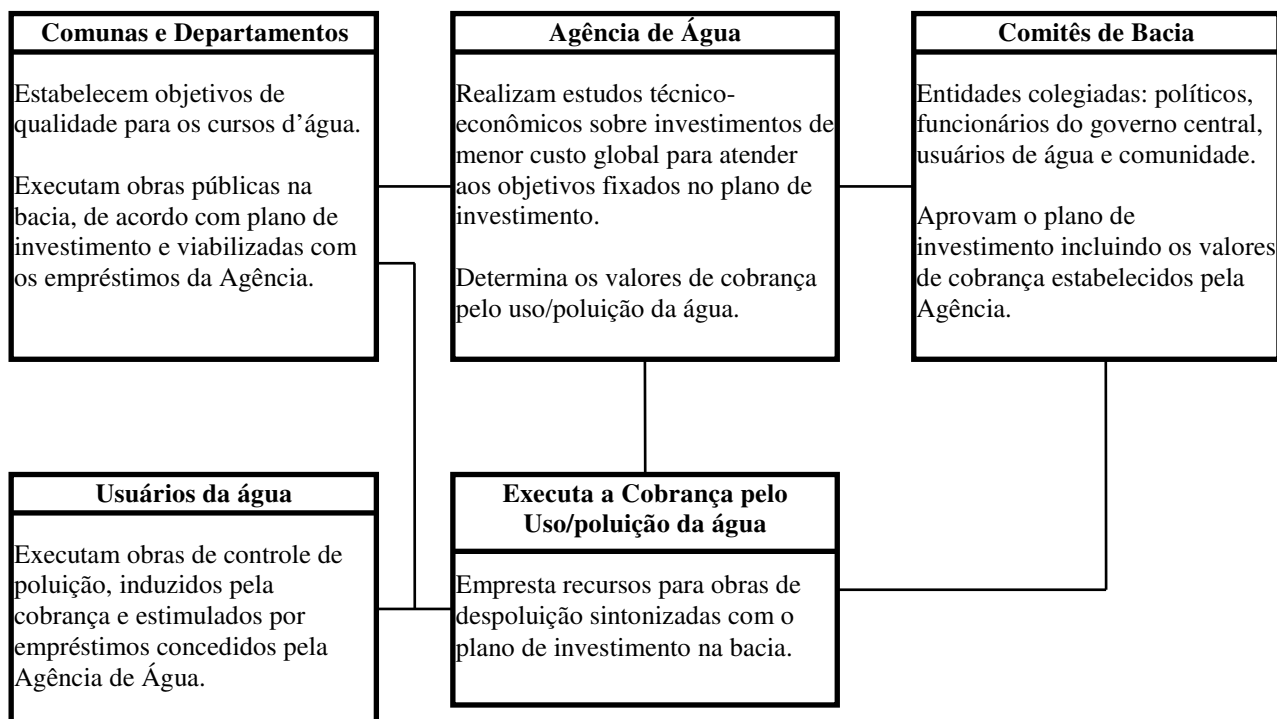 Comunas e Departamentos
Estabelecem objetivos de
qualidade para os cursos d’água.
Executam obras públicas na
bacia, de acordo com plano de
investimento e viabilizadas com
os empréstimos da Agência.
Agência de Água
Realizam estudos técnico-
econômicos sobre investimentos de
menor custo global para atender
aos objetivos fixados no plano de
investimento.
Determina os valores de cobrança
pelo uso/poluição da água.
Comitês de Bacia
Entidades colegiadas: políticos,
funcionários do governo central,
usuários de água e comunidade.
Aprovam o plano de
investimento incluindo os valores
de cobrança estabelecidos pela
Agência.
Usuários da água
Executam obras de controle de
poluição, induzidos pela
cobrança e estimulados por
empréstimos concedidos pela
Agência de Água.
Executa a Cobrança pelo
Uso/poluição da água
Empresta recursos para obras de
despoluição sintonizadas com o
plano de investimento na bacia.